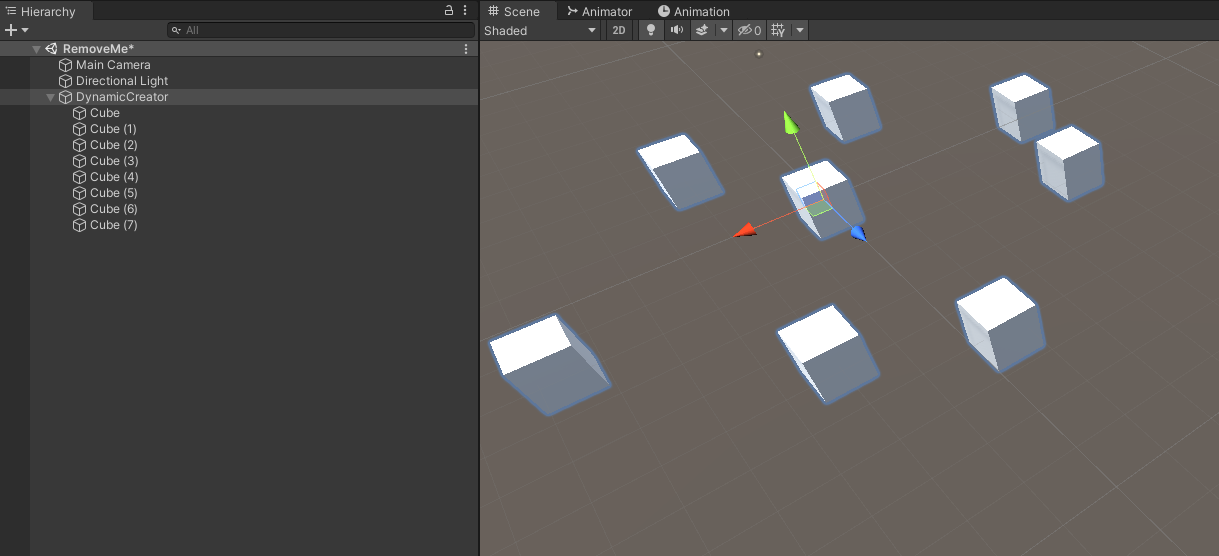 Hierarchy
All
RemoveMe*
Main Camera
Directional Light
DynamicCreator
Cube
Cube (1)
Cube (2)
Cube (3)
Cube (4)
Cube (5)
Cube (6)
Cube (7)
Scene Animator Animation
Shaded 2D 0